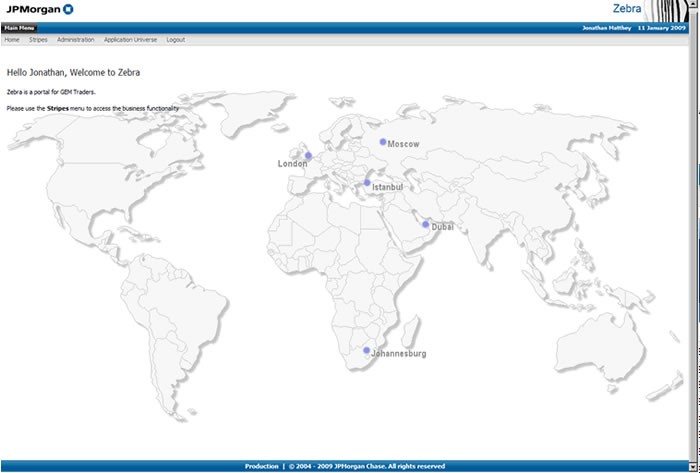 JPMorgan
Zebra
Main Menu
Jonathan Matthey 11 January 2009
Home Stripes Administration Application Universe Logout
Hello Jonathan, Welcome to Zebra
Zebra is a portal for GEM Traders.
Please use the Stripes menu to access the business functionality
Moscow
London
Istanbul
Dubai
Johannesburg
Production | © 2004 - 2009 JPMorgan Chase. All rights reserved